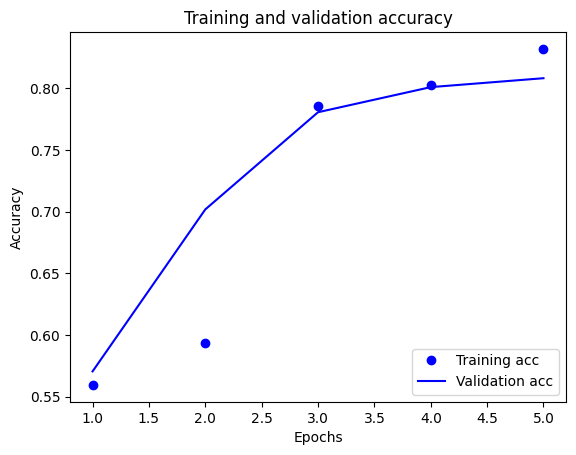 Training and validation accuracy
Accuracy
0.80
0.75
0.70
0.65
0.60
0.55
Training acc
Validation acc
1.0 1.5 2.0 2.5 3.0 3.5 4.0 4.5 5.0
Epochs